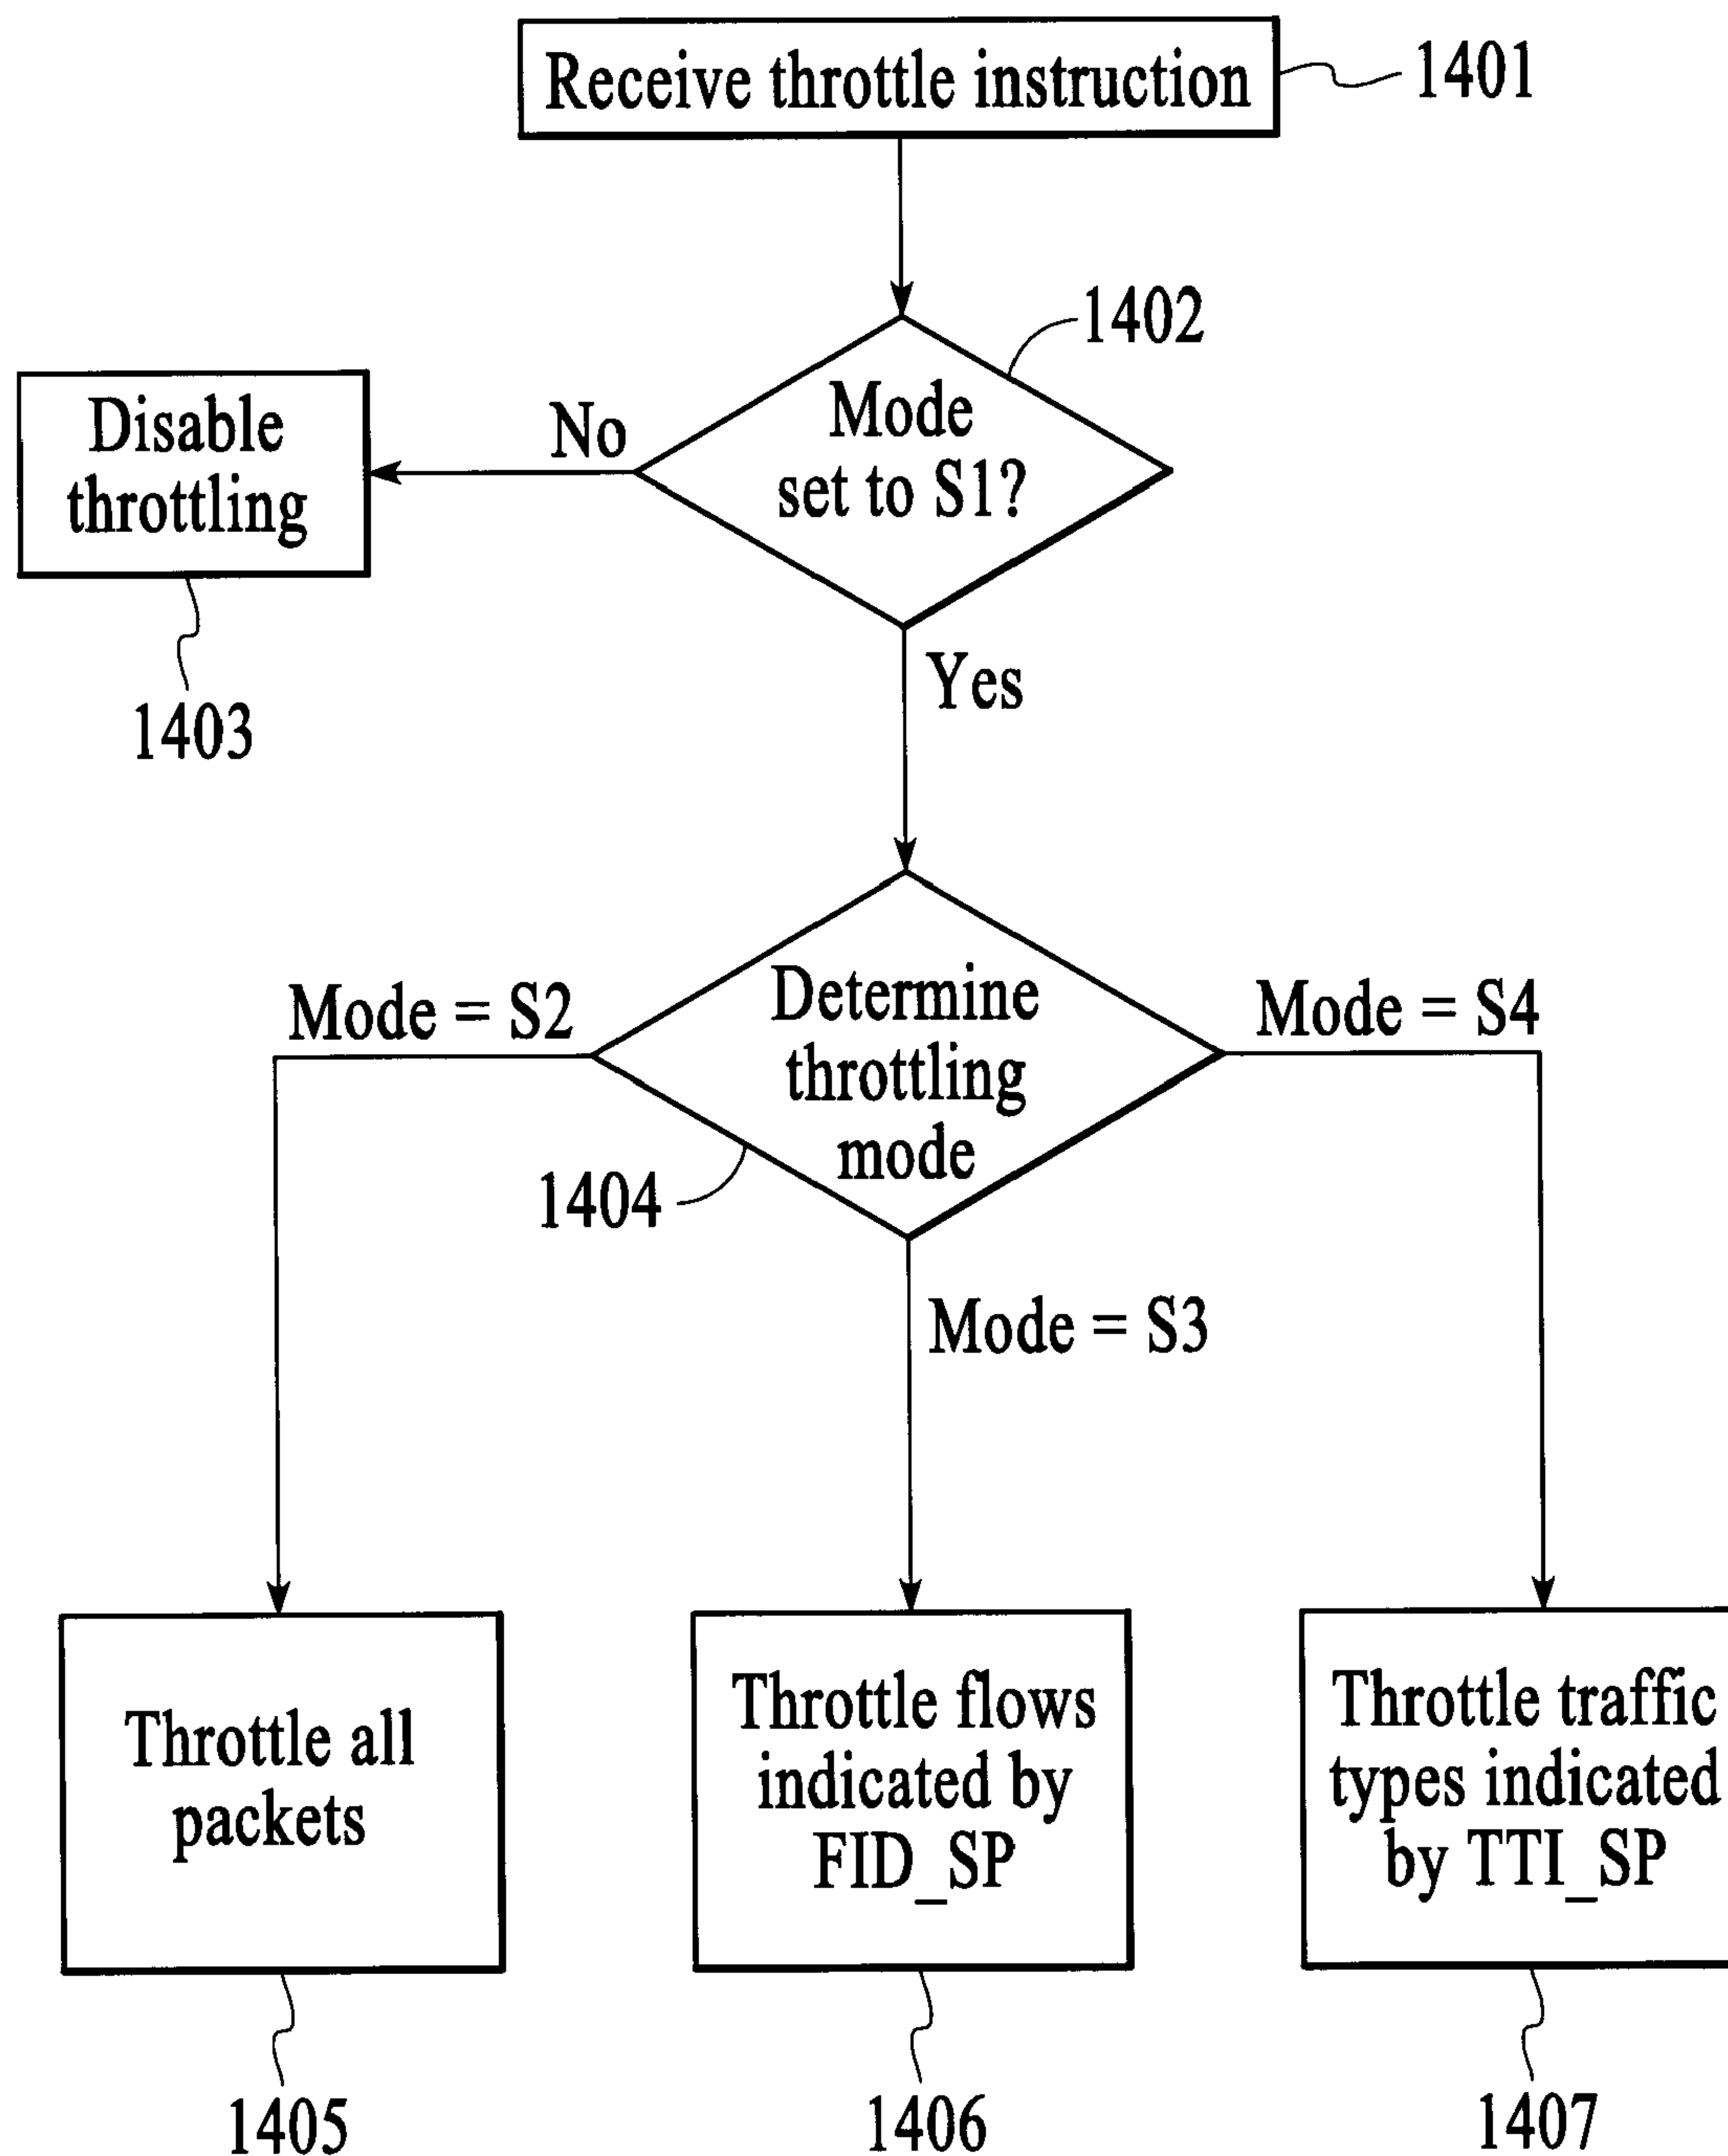 Receive throttle instruction
1401
1402
Mode
set to S1?
No
Disable
throttling
1403
Yes
Determine
throttling
mode
1404
Mode = S2
Mode = S4
Mode = S3
Throttle all
packets
Throttle flows
indicated by
FID_SP
Throttle traffic
types indicated
by TTI_SP
1405
1406
1407